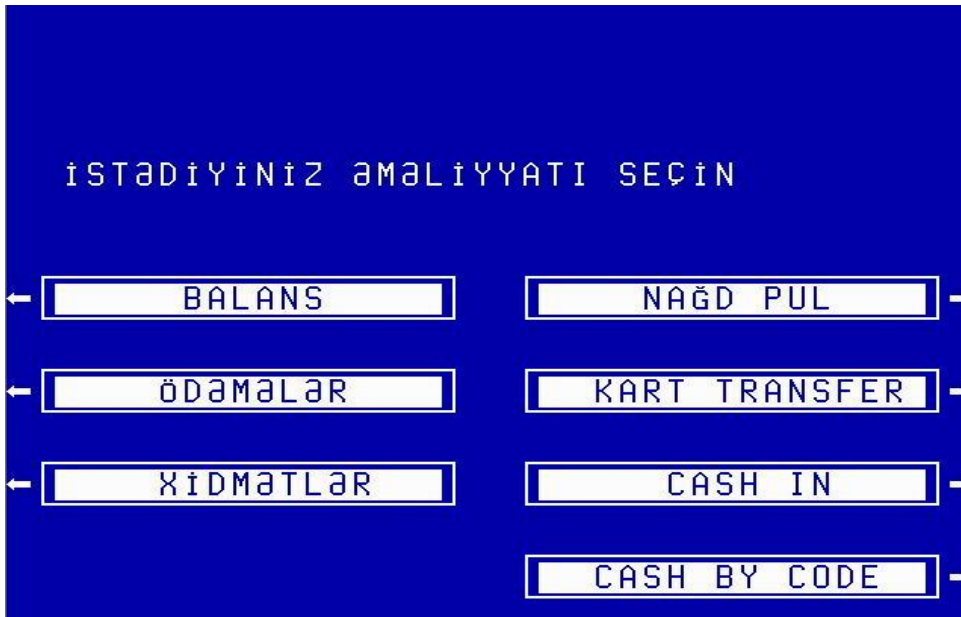 İSTƏDİYİNİZ ƏMƏLİYYATI SEÇİN
BALANS
NAĞD PUL
ÖDƏMƏLƏR
KART TRANSFER
XİDMƏTLƏR
CASH IN
CASH BY CODE